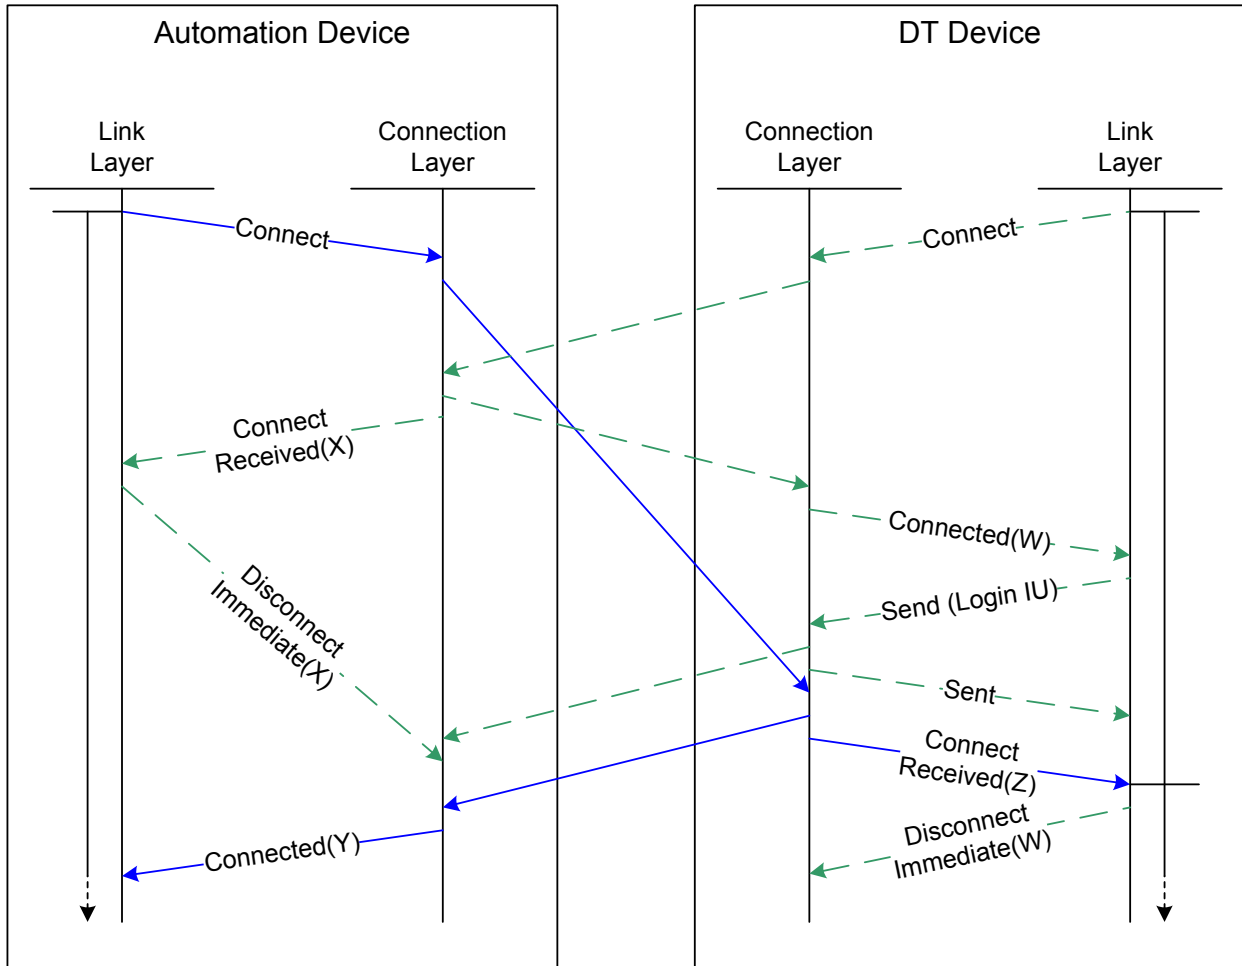 Automation Device
DT Device
Link
Layer
Connection
Layer
Connection
Layer
Link
Layer
Connect
Connect
Connect
Received(X)
Connected(W)
Disconnect
Immediate(X)
Send (Login IU)
Sent
Connect
Received(Z)
Disconnect
Immediate(W)
Connected(Y)